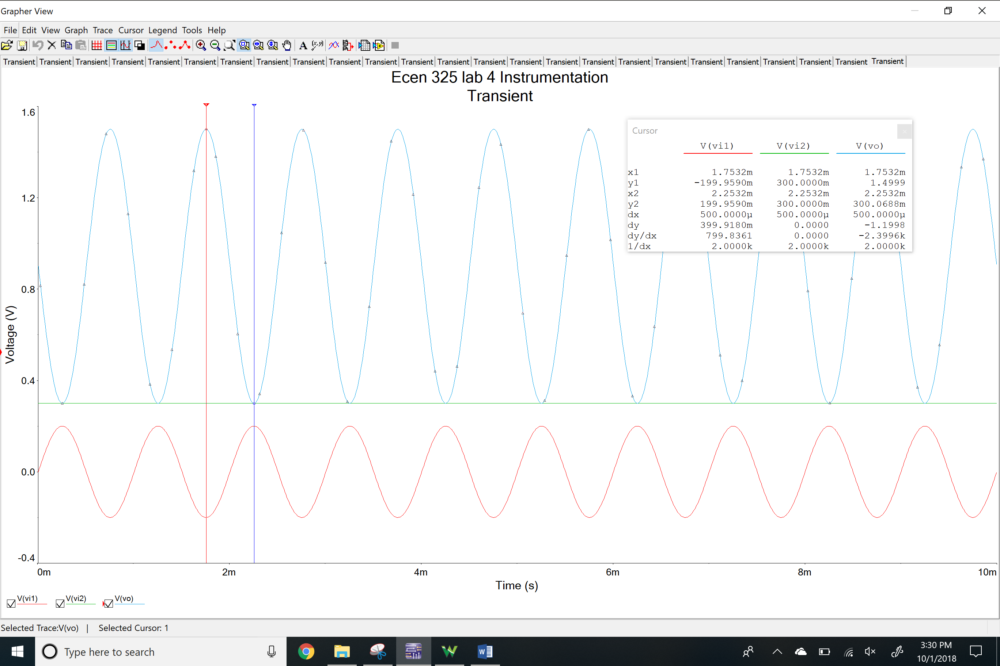 Grapher View
File Edit View Graph Trace Cursor Legend Tools Help
Transient Transient Transient Transient Transient Transient Transient Transient Transient Transient Transient Transient Transient Transient Transient Transient Transient Transient Transient Transient Transient Transient Transient Transient Transient
Ecen 325 lab 4 Instrumentation
Transient
Cursor
V(vi1) V(vi2) V(vo)
x1 1.7532m 1.7532m 1.7532m
y1 -199.9590m 300.0000m 1.4999
x2 2.2532m 2.2532m 2.2532m
y2 199.9590m 300.0000m 300.0688m
dx 500.0000µ 500.0000µ 500.0000µ
dy 399.9180m 0.0000 -1.1998
dy/dx 799.8361 0.0000 -2.3996k
1/dx 2.0000k 2.0000k 2.0000k
1.6
1.2
0.8
0.4
0.0
-0.4
Voltage (V)
0m 2m 4m 6m 8m 10m
Time (s)
V(vi1) V(vi2) V(vo)
Selected Trace:V(vo) | Selected Cursor: 1
Type here to search
3:30 PM
10/1/2018